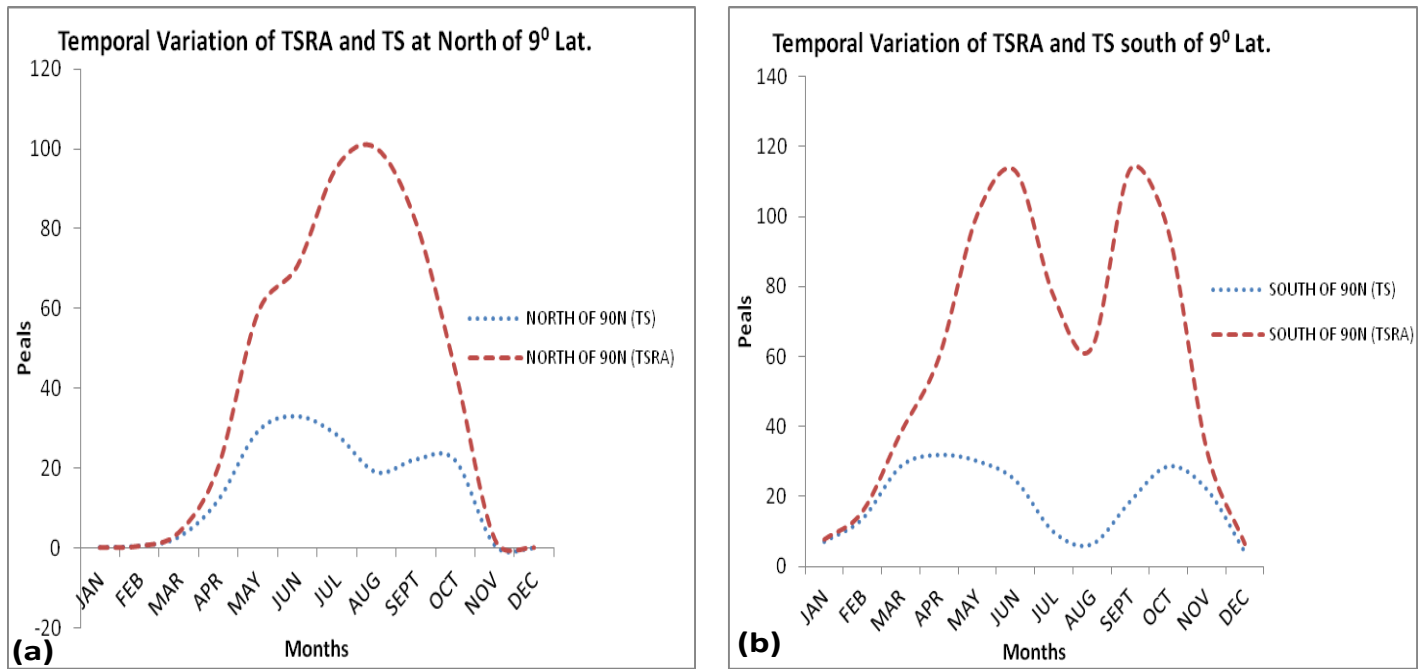 Temporal Variation of TSRA and TS at North of 9⁰ Lat.
120
100
80
60
40
20
0
-20
Peals
JAN
FEB
MAR
APR
MAY
JUN
JUL
AUG
SEPT
OCT
NOV
DEC
Months
NORTH OF 90N (TS)
NORTH OF 90N (TSRA)
(a)
Temporal Variation of TSRA and TS south of 9⁰ Lat.
140
120
100
80
60
40
20
0
Peals
JAN
FEB
MAR
APR
MAY
JUN
JUL
AUG
SEPT
OCT
NOV
DEC
Months
SOUTH OF 90N (TS)
SOUTH OF 90N (TSRA)
(b)